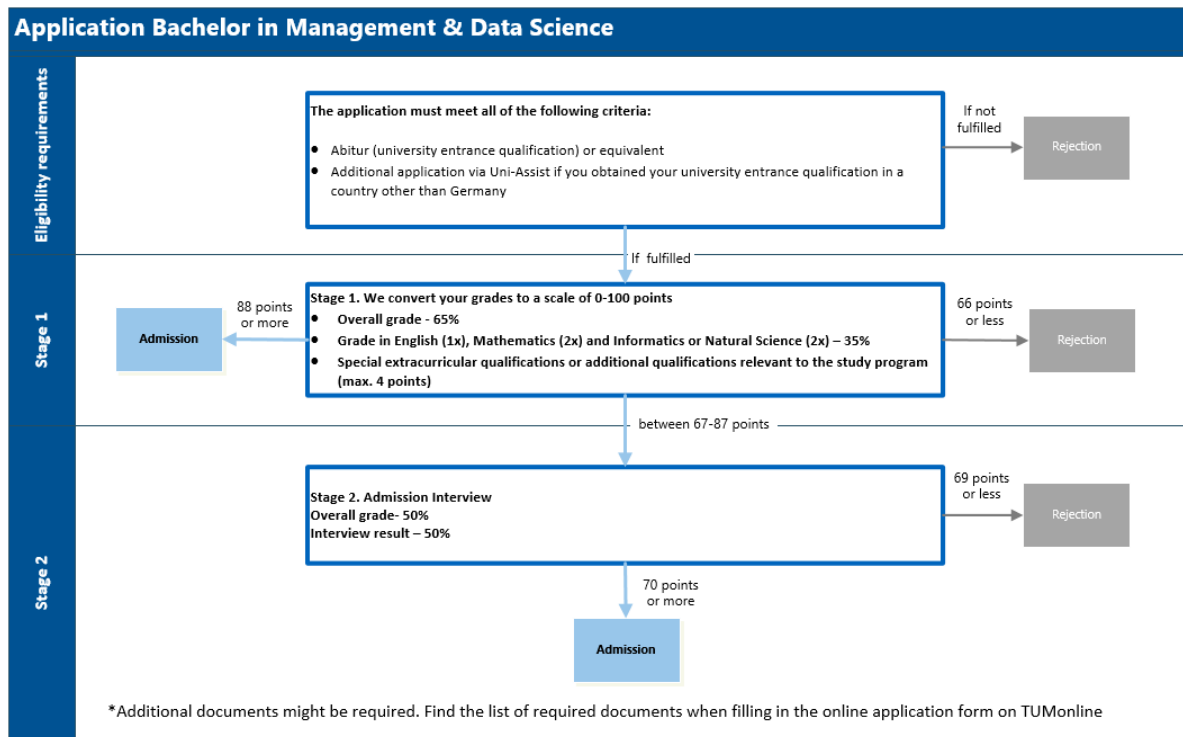 Application Bachelor in Management & Data Science
Eligibility requirements
The application must meet all of the following criteria:
● Abitur (university entrance qualification) or equivalent
● Additional application via Uni-Assist if you obtained your university entrance qualification in a
country other than Germany
If not
fulfilled
Rejection
If fulfilled
Stage 1
88 points
or more
Admission
Stage 1. We convert your grades to a scale of 0-100 points
● Overall grade - 65%
● Grade in English (1x), Mathematics (2x) and Informatics or Natural Science (2x) – 35%
● Special extracurricular qualifications or additional qualifications relevant to the study program
(max. 4 points)
66 points
or less
Rejection
between 67-87 points
Stage 2
Stage 2. Admission Interview
Overall grade- 50%
Interview result – 50%
69 points
or less
Rejection
70 points
or more
Admission
*Additional documents might be required. Find the list of required documents when filling in the online application form on TUMonline